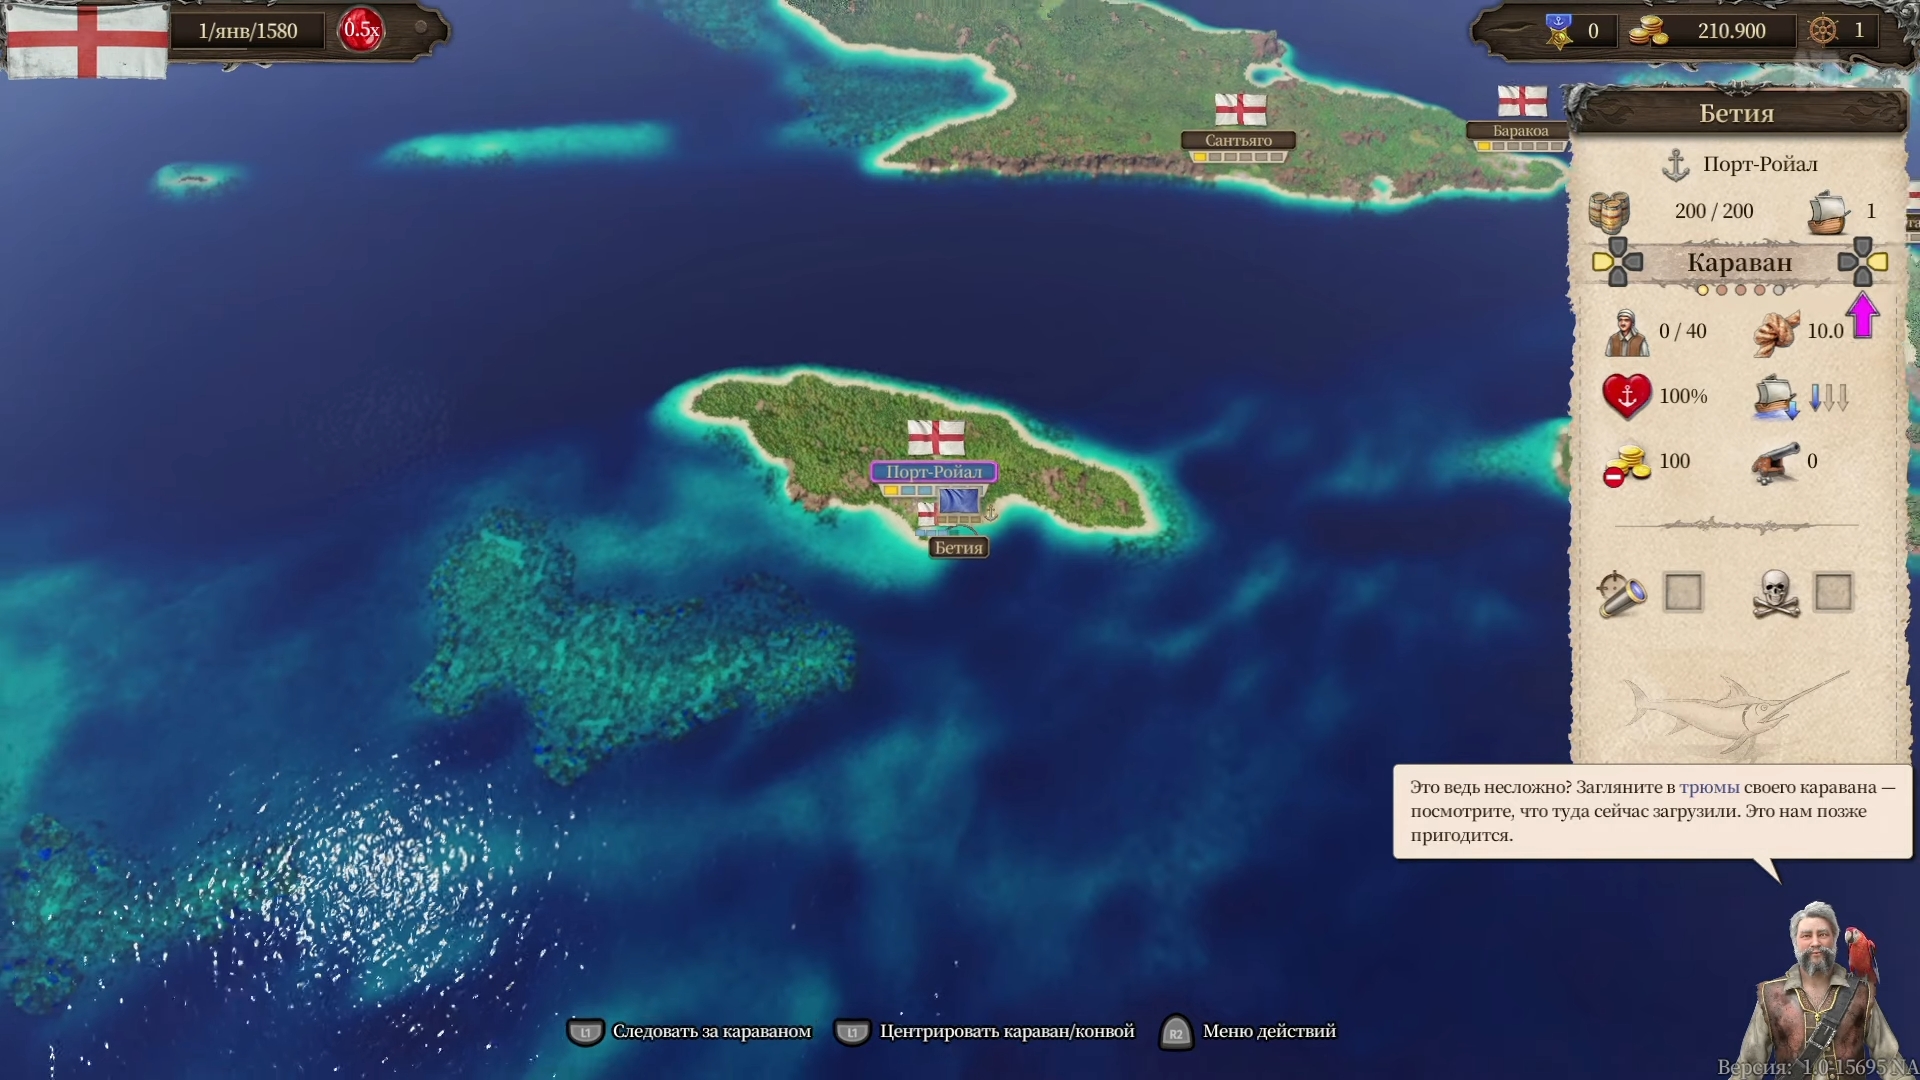 1/янв/1580
0.5x
0
210.900
1
Сантьяго
Баракоа
Бетия
Порт-Ройал
200 / 200
1
Караван
0 / 40
10.0
100%
100
0
Порт-Ройал
Бетия
Это ведь несложно? Загляните в трюмы своего каравана —
посмотрите, что туда сейчас загрузили. Это нам позже
пригодится.
L1 Следовать за караваном
L1 Центрировать караван/конвой
R2 Меню действий
Версия: 1.0.15695 NA